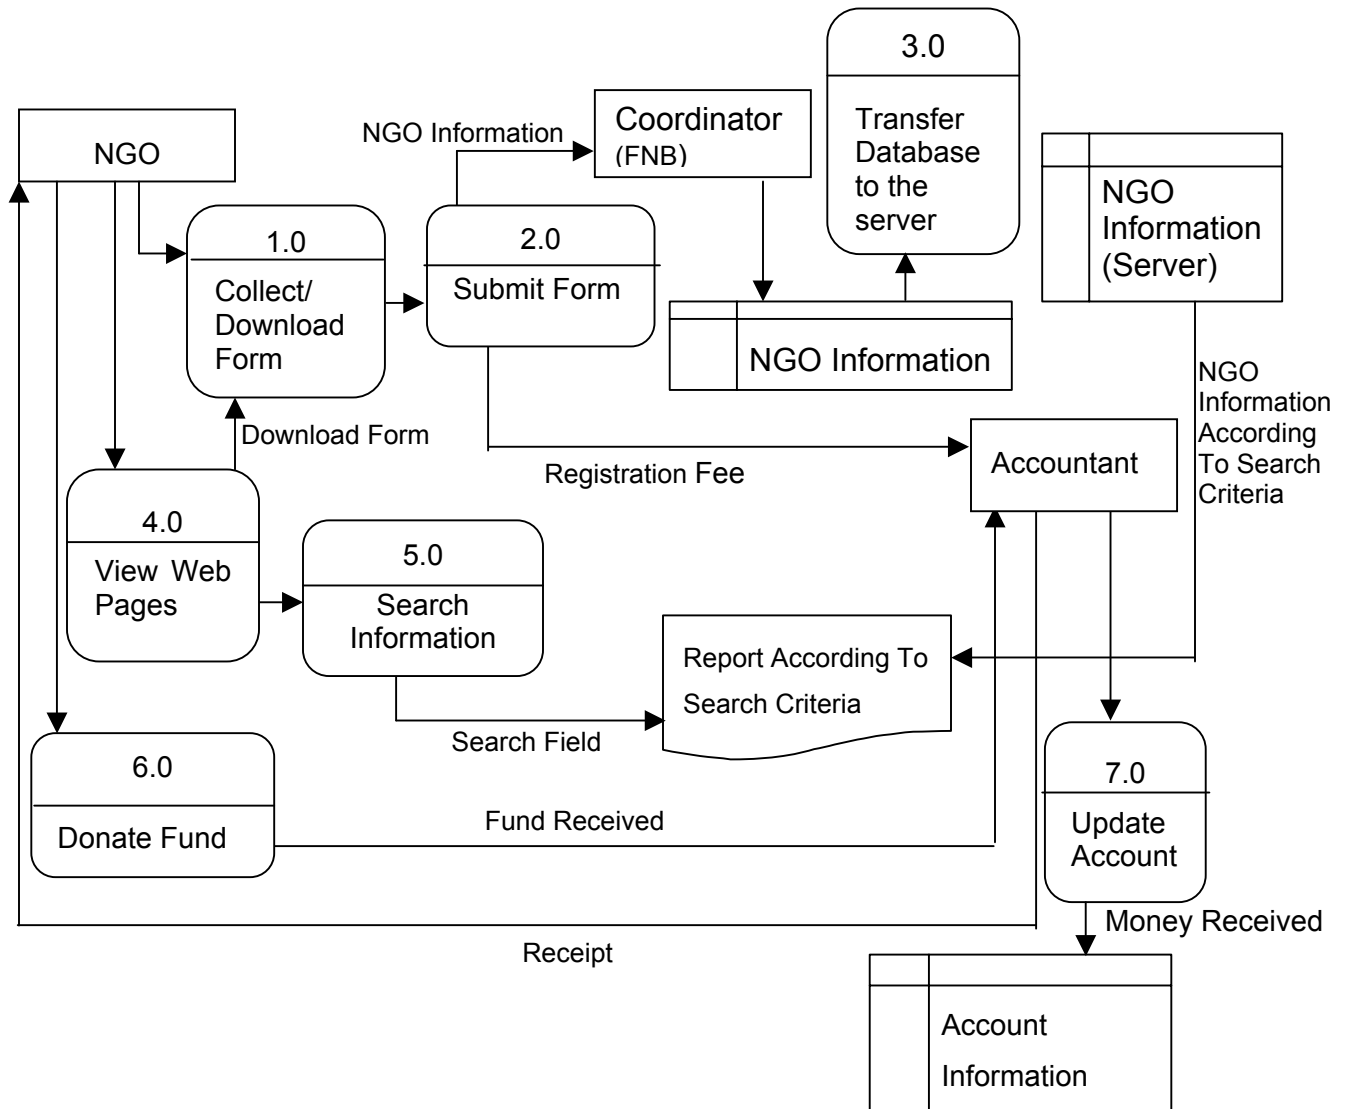 3.0
Transfer
Database
to the
server
NGO
NGO Information
Coordinator
(FNB)
NGO
Information
(Server)
1.0
Collect/
Download
Form
2.0
Submit Form
NGO Information
NGO
Information
According
To Search
Criteria
Download Form
Registration Fee
Accountant
4.0
View Web
Pages
5.0
Search
Information
Report According To
Search Criteria
Search Field
6.0
Donate Fund
Fund Received
7.0
Update
Account
Money Received
Receipt
Account
Information